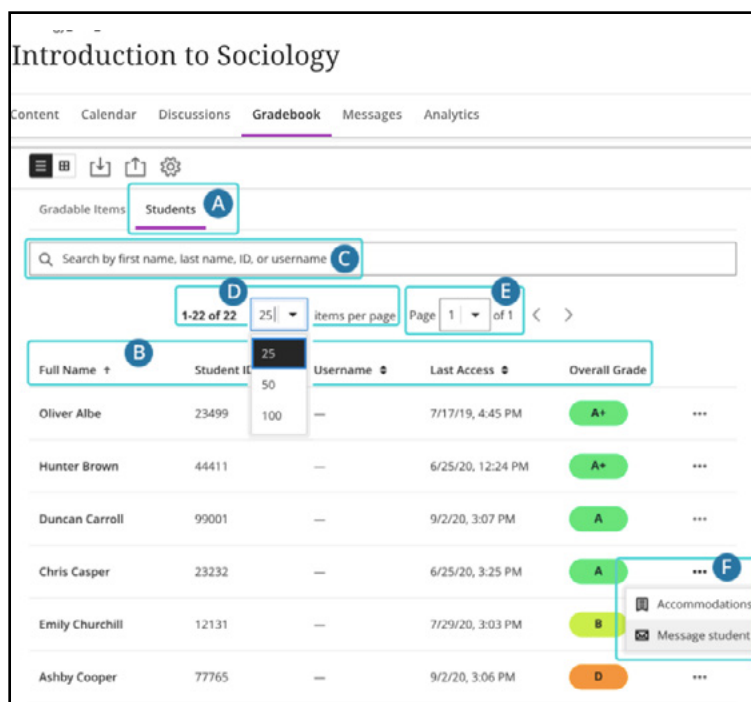 Introduction to Sociology
Content Calendar Discussions Gradebook Messages Analytics
Gradable Items Students A
Search by first name, last name, ID, or username C
D E
1-22 of 22 25 items per page Page 1 of 1
B
25
Full Name Student ID Username Last Access Overall Grade
50
100
Oliver Albe 23499 — 7/17/19, 4:45 PM A+ •••
Hunter Brown 44411 — 6/25/20, 12:24 PM A+ •••
Duncan Carroll 99001 — 9/2/20, 3:07 PM A •••
Chris Casper 23232 — 6/25/20, 3:25 PM A ••• F
Accommodations
Emily Churchill 12131 — 7/29/20, 3:03 PM B
Message student
Ashby Cooper 77765 — 9/2/20, 3:06 PM D •••